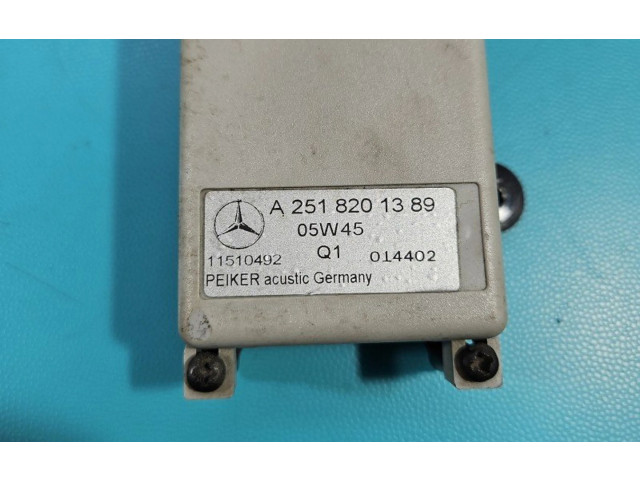 A 251 820 13 89
05W45
11510492 Q1 014402
PEIKER acustic Germany